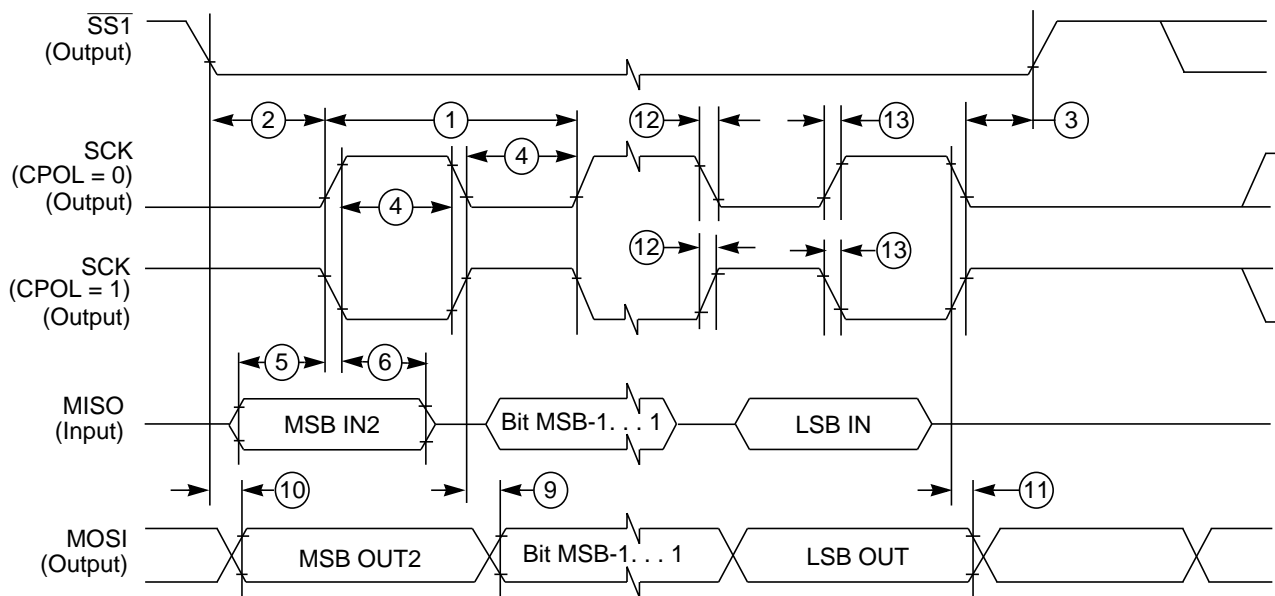 SS1
(Output)
2
1
12
13
3
SCK
(CPOL = 0)
(Output)
4
4
12
13
SCK
(CPOL = 1)
(Output)
5
6
MISO
(Input)
MSB IN2
Bit MSB-1. . . 1
LSB IN
10
9
11
MOSI
(Output)
MSB OUT2
Bit MSB-1. . . 1
LSB OUT